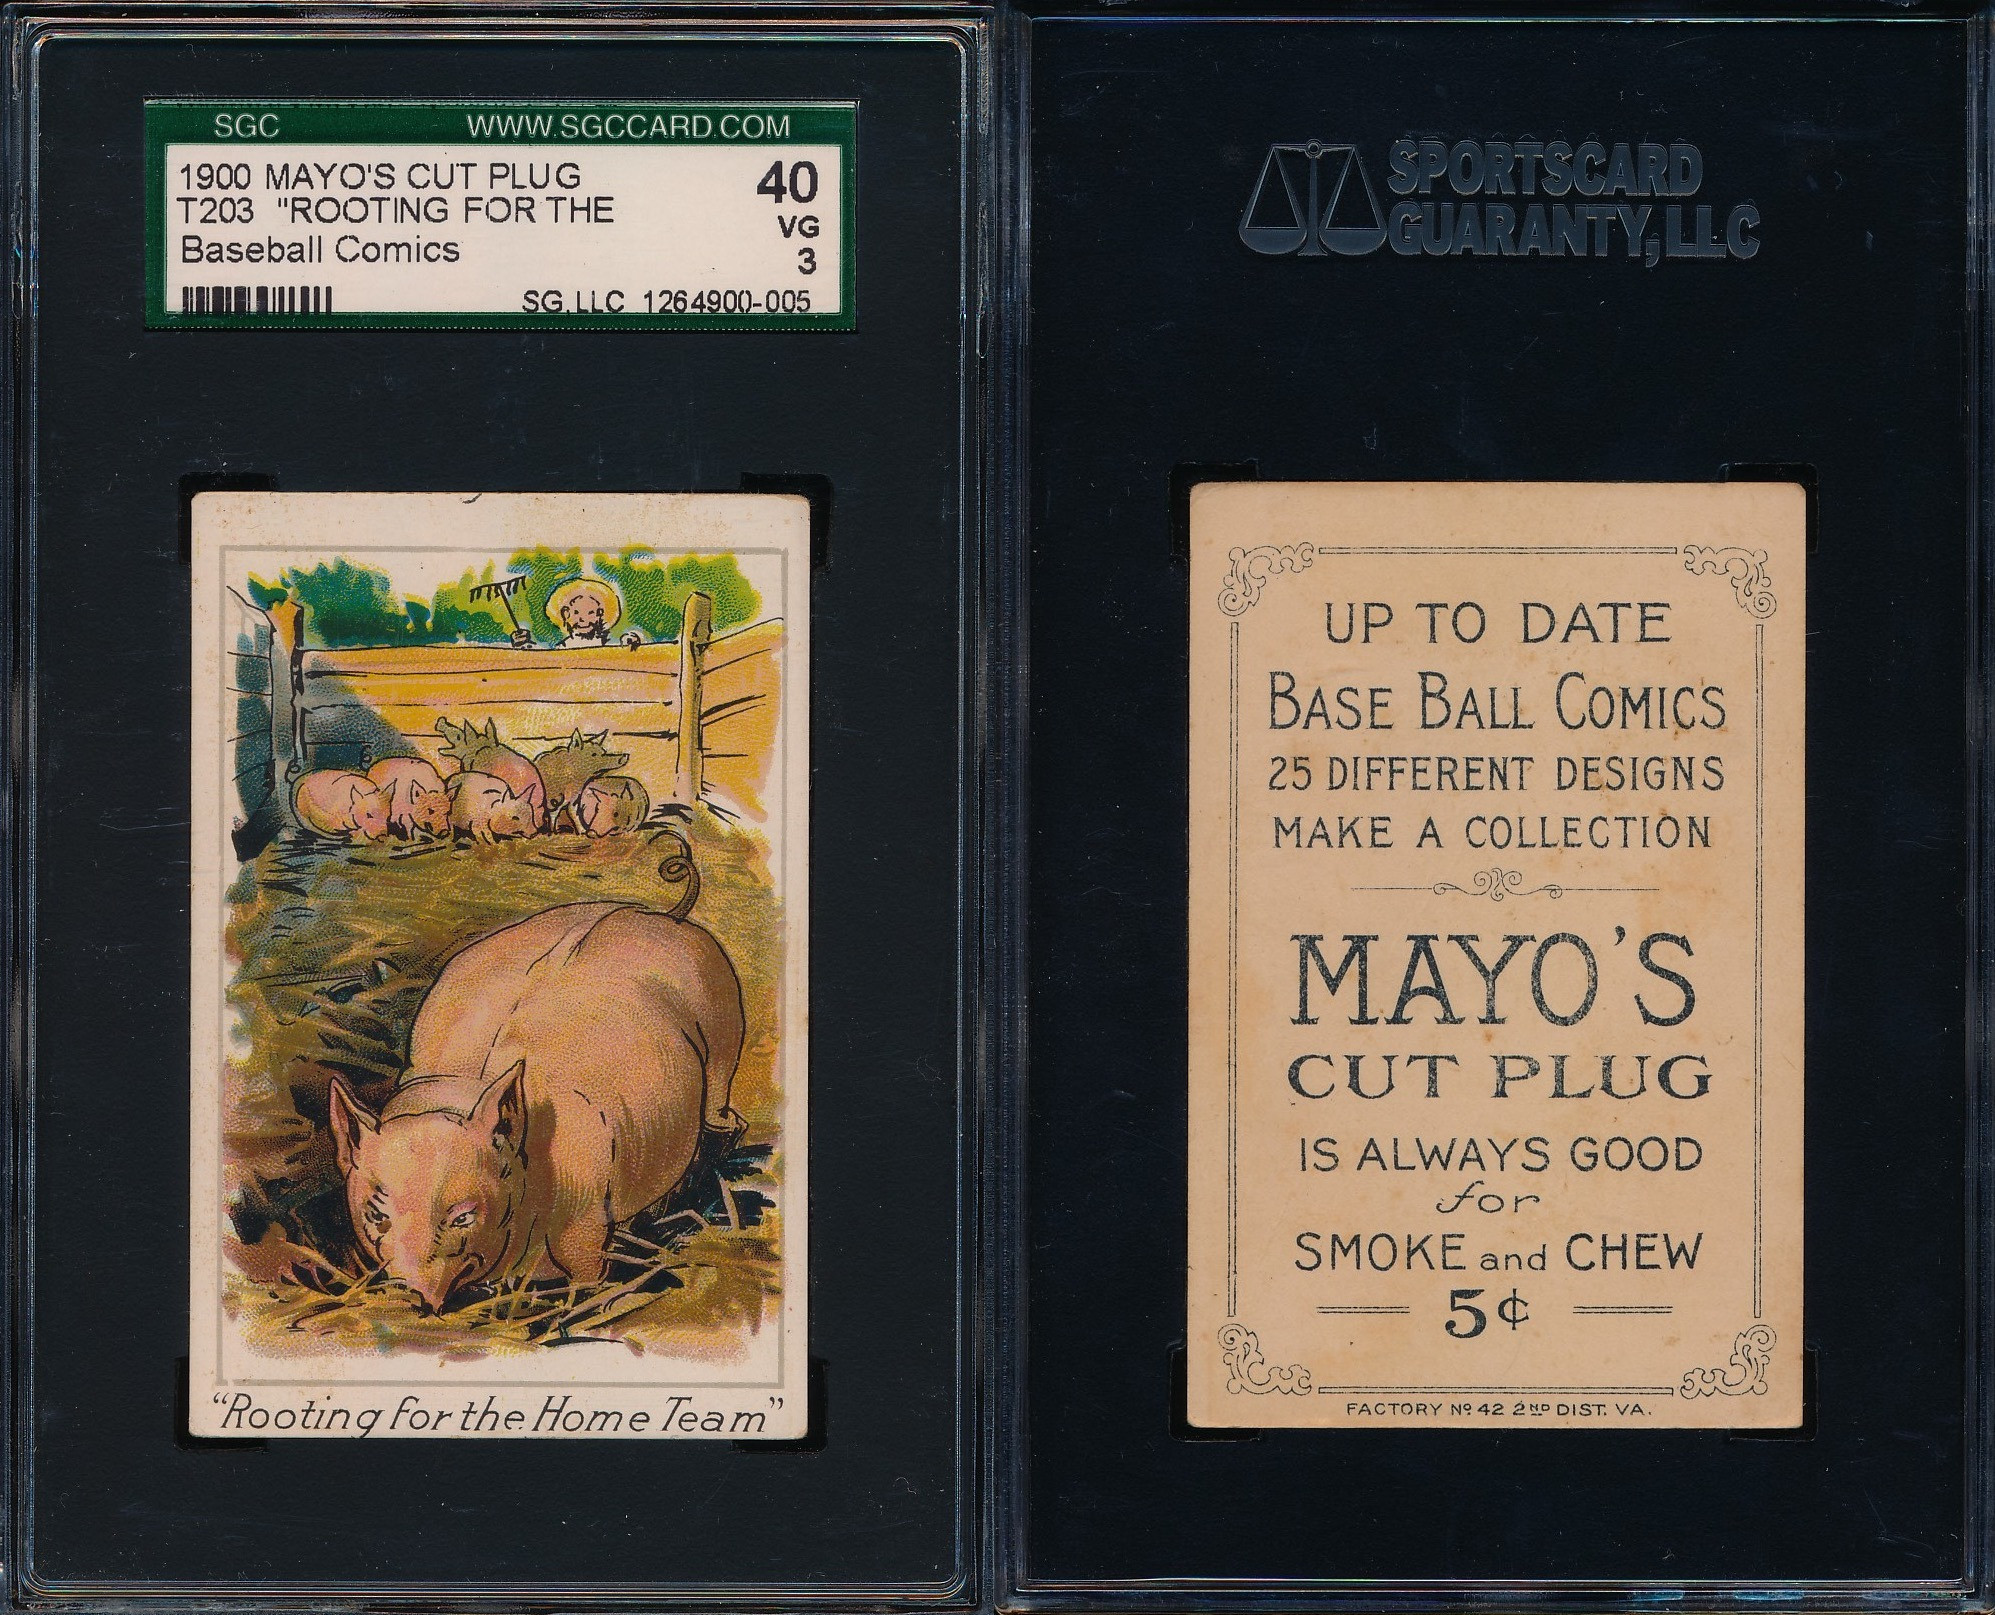 SGC WWW.SGCCARD.COM
1900 MAYO'S CUT PLUG 40
T203 "ROOTING FOR THE VG
Baseball Comics 3
SG,LLC 1264900-005
"Rooting for the Home Team"
SPORTSCARD
GUARANTY, LLC
UP TO DATE
BASE BALL COMICS
25 DIFFERENT DESIGNS
MAKE A COLLECTION
MAYO'S
CUT PLUG
IS ALWAYS GOOD
for
SMOKE and CHEW
5¢
FACTORY Nº 42 2ND DIST. VA.